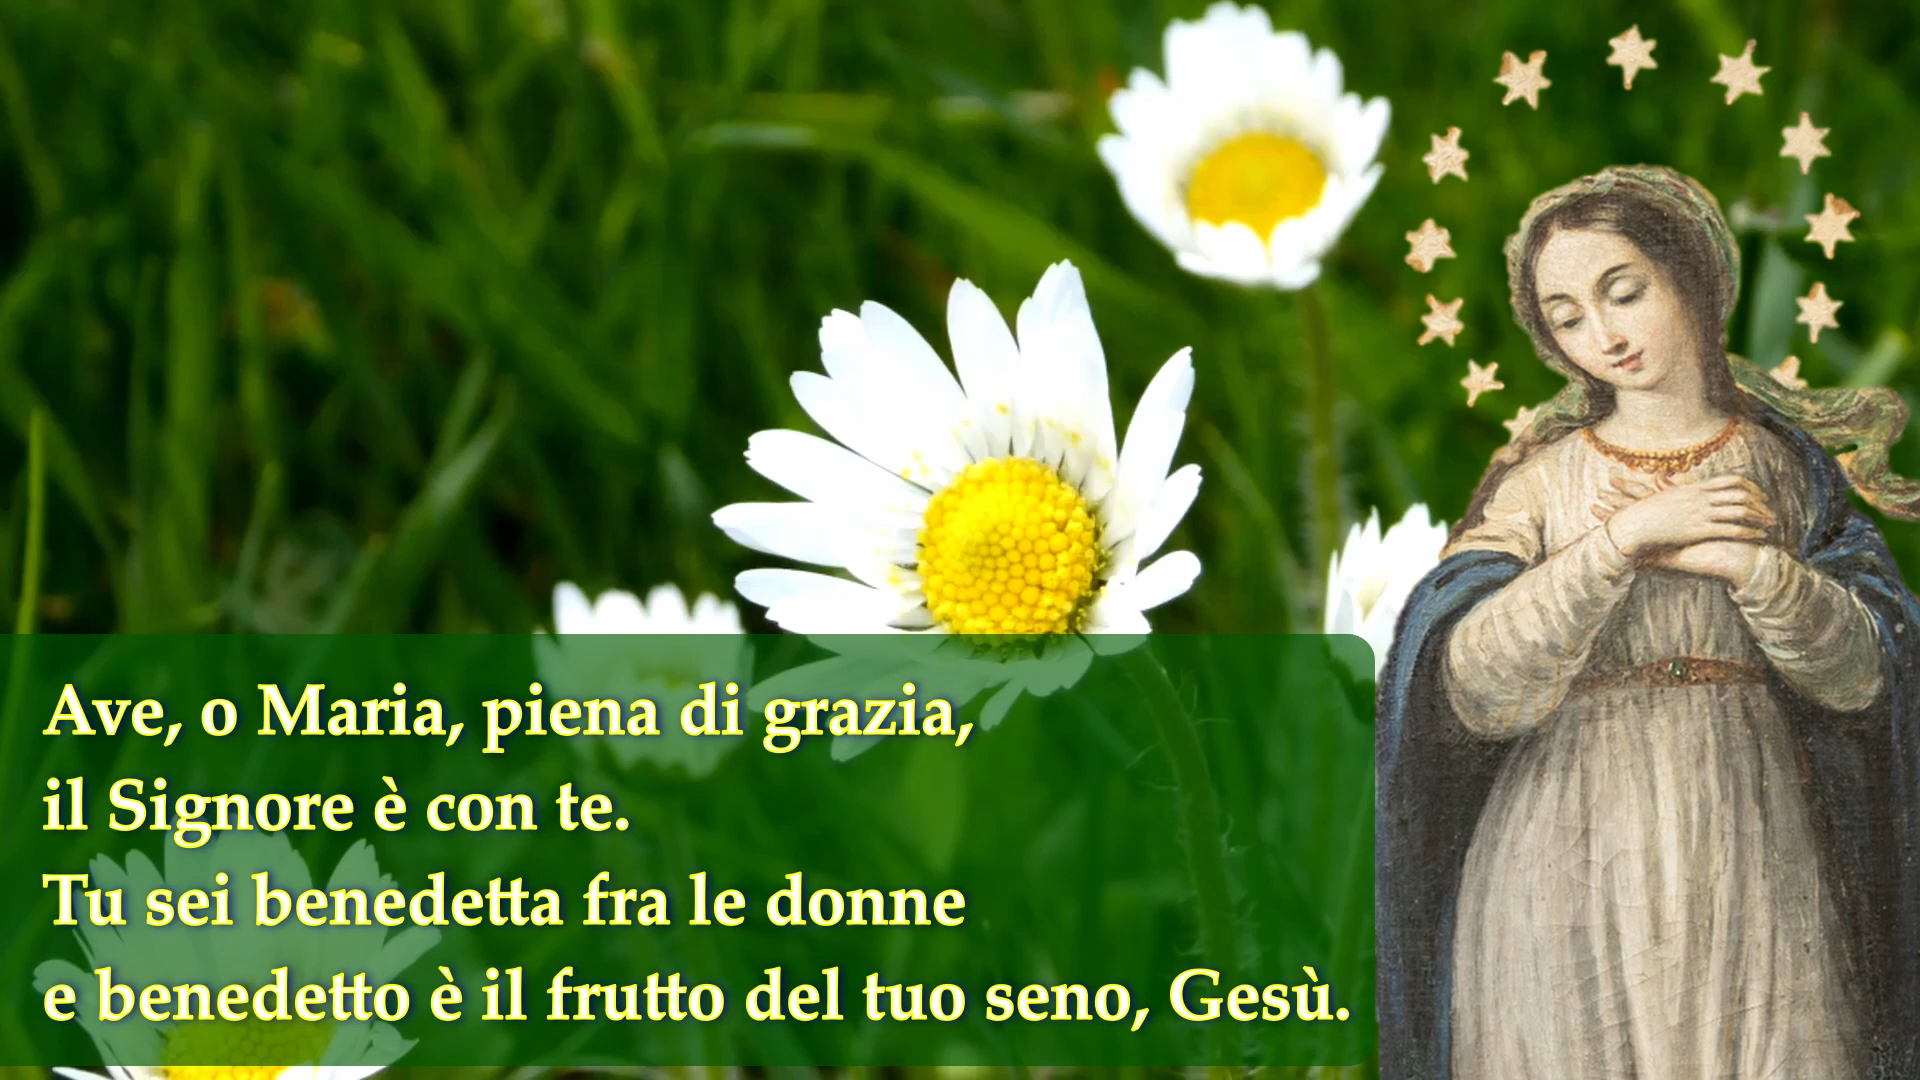 Ave, o Maria, piena di grazia,
il Signore è con te.
Tu sei benedetta fra le donne
e benedetto è il frutto del tuo seno, Gesù.